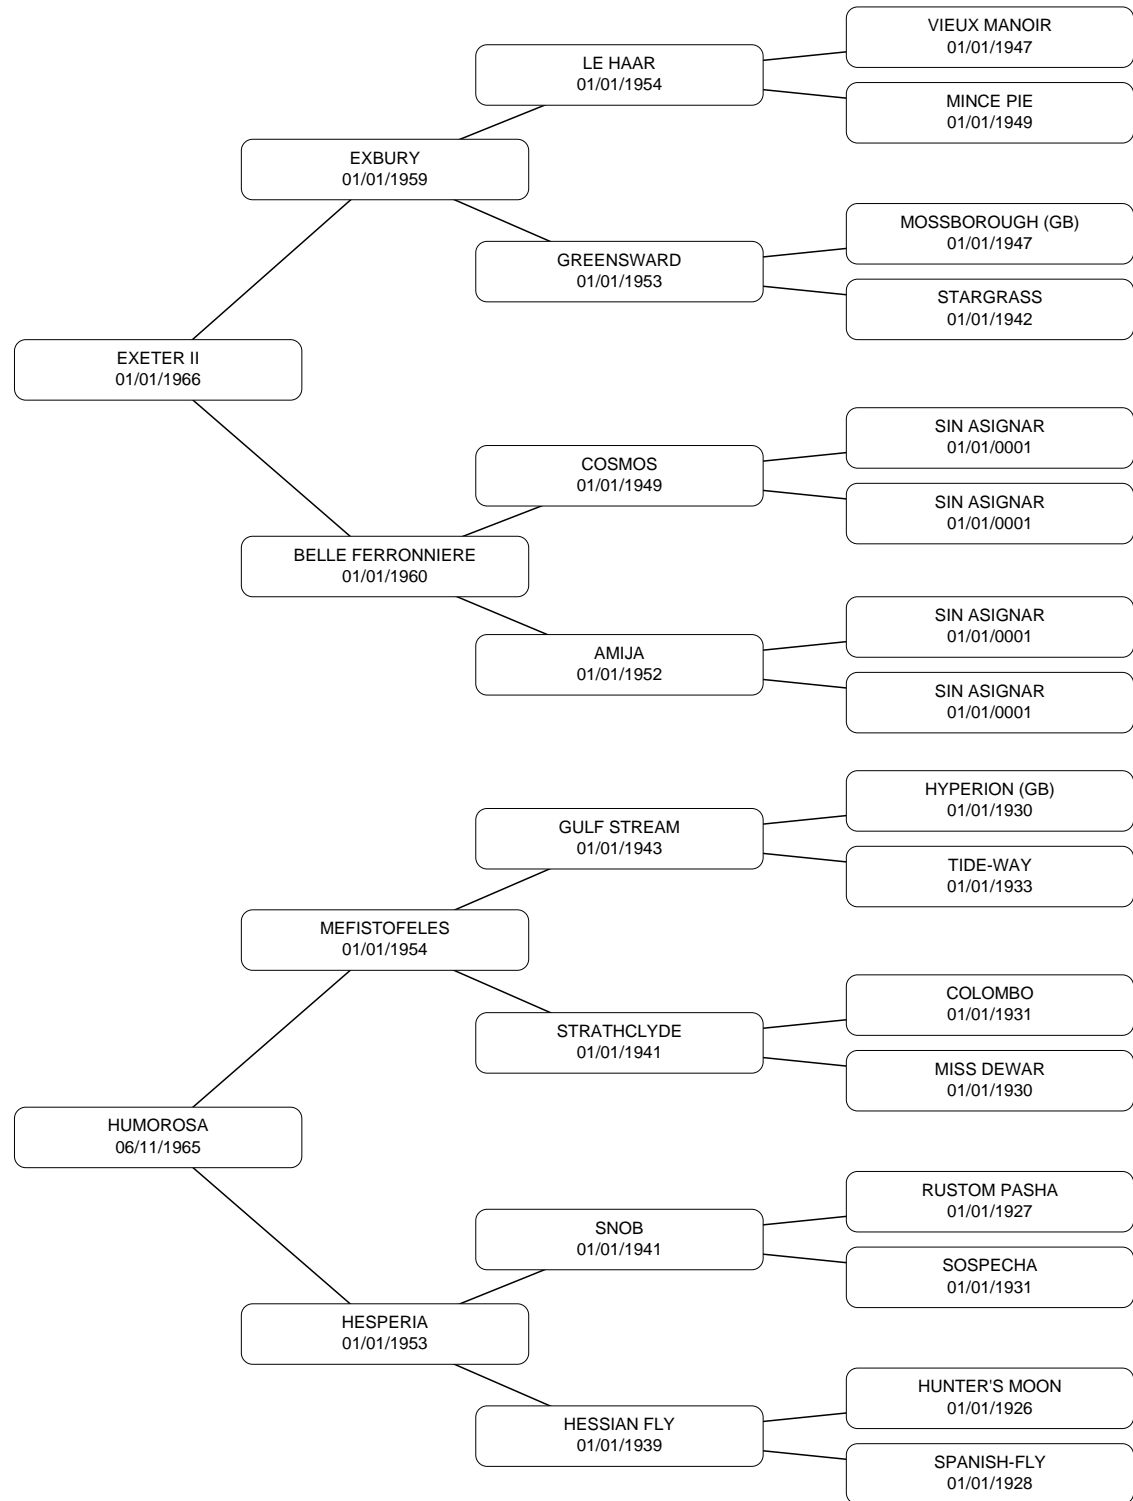 VIEUX MANOIR
01/01/1947
LE HAAR
01/01/1954
MINCE PIE
01/01/1949
EXBURY
01/01/1959
MOSSBOROUGH (GB)
01/01/1947
GREENSWARD
01/01/1953
STARGRASS
01/01/1942
EXETER II
01/01/1966
SIN ASIGNAR
01/01/0001
COSMOS
01/01/1949
SIN ASIGNAR
01/01/0001
BELLE FERRONNIERE
01/01/1960
SIN ASIGNAR
01/01/0001
AMIJA
01/01/1952
SIN ASIGNAR
01/01/0001
HYPERION (GB)
01/01/1930
GULF STREAM
01/01/1943
TIDE-WAY
01/01/1933
MEFISTOFELES
01/01/1954
COLOMBO
01/01/1931
STRATHCLYDE
01/01/1941
MISS DEWAR
01/01/1930
HUMOROSA
06/11/1965
RUSTOM PASHA
01/01/1927
SNOB
01/01/1941
SOSPECHA
01/01/1931
HESPERIA
01/01/1953
HUNTER'S MOON
01/01/1926
HESSIAN FLY
01/01/1939
SPANISH-FLY
01/01/1928